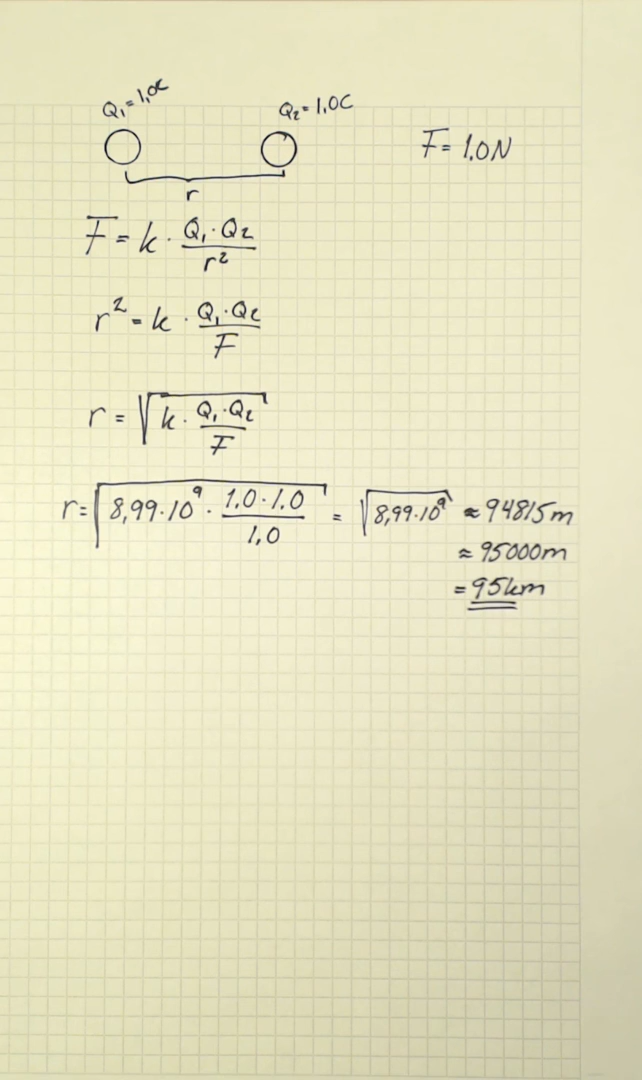 Q₁ = 1,0C
Q₂ = 1,0C
F = 1.0N
r
F = k · Q₁·Q₂ / r²
r² = k · Q₁·Q₂ / F
r = √(k · Q₁·Q₂ / F)
r = √(8,99·10⁹ · 1.0·1.0 / 1,0) = √(8,99·10⁹) ≈ 94815m
≈ 95000m
= 95km